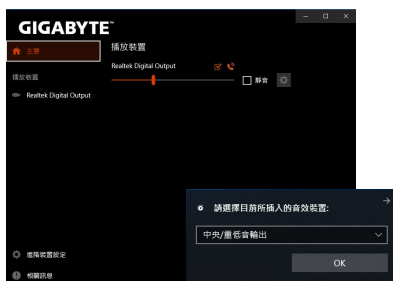 GIGABYTE™
主要
播放裝置
Realtek Digital Output
播放裝置
Realtek Digital Output
靜音
請選擇目前所插入的音效裝置:
中央/重低音輸出
OK
進階裝置設定
相關訊息